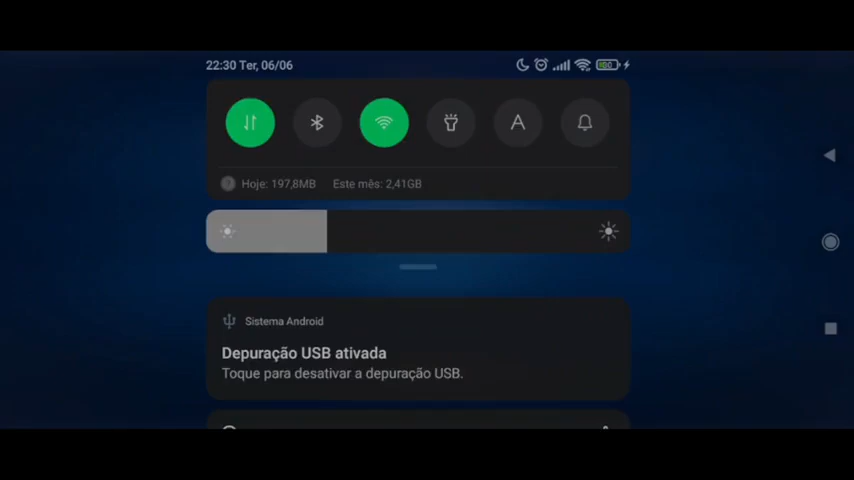 22:30 Ter, 06/06
A
Hoje: 197,8MB Este mês: 2,41GB
Sistema Android
Depuração USB ativada
Toque para desativar a depuração USB.